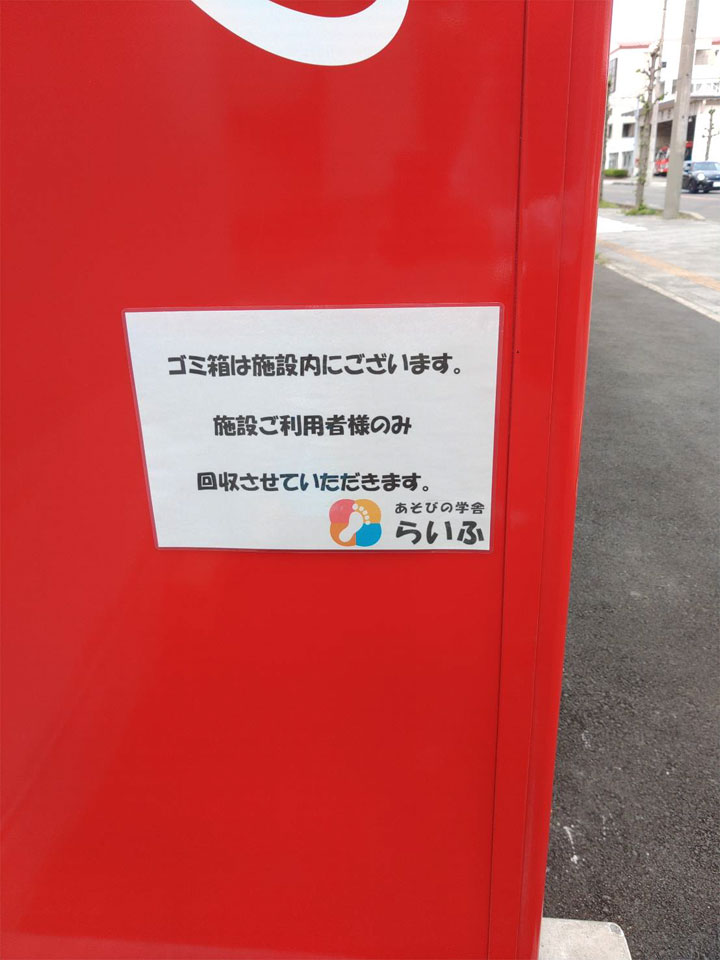 ゴミ箱は施設内にございます。
施設ご利用者様のみ
回収させていただきます。
あそびの学舎
らいふ